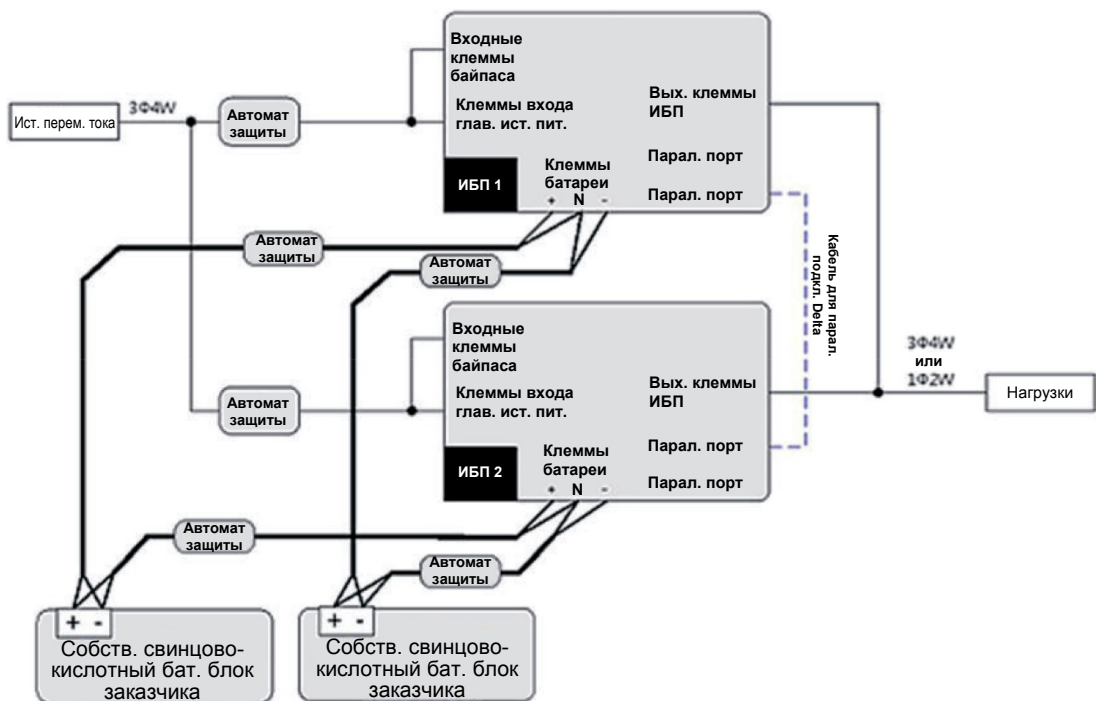 Входные
клеммы
байпаса
3Ф4W
Ист. перем. тока
Автомат
защиты
Клеммы входа
глав. ист. пит.
Вых. клеммы
ИБП
Парал. порт
ИБП 1
Клеммы
батареи
+ N -
Парал. порт
Автомат
защиты
Автомат
защиты
Кабель для парал.
подкл. Delta
Входные
клеммы
байпаса
Автомат
защиты
Клеммы входа
глав. ист. пит.
Вых. клеммы
ИБП
3Ф4W
или
1Ф2W
Нагрузки
Парал. порт
ИБП 2
Клеммы
батареи
+ N -
Парал. порт
Автомат
защиты
Автомат
защиты
+ -
Собств. свинцово-
кислотный бат. блок
заказчика
+ -
Собств. свинцово-
кислотный бат. блок
заказчика